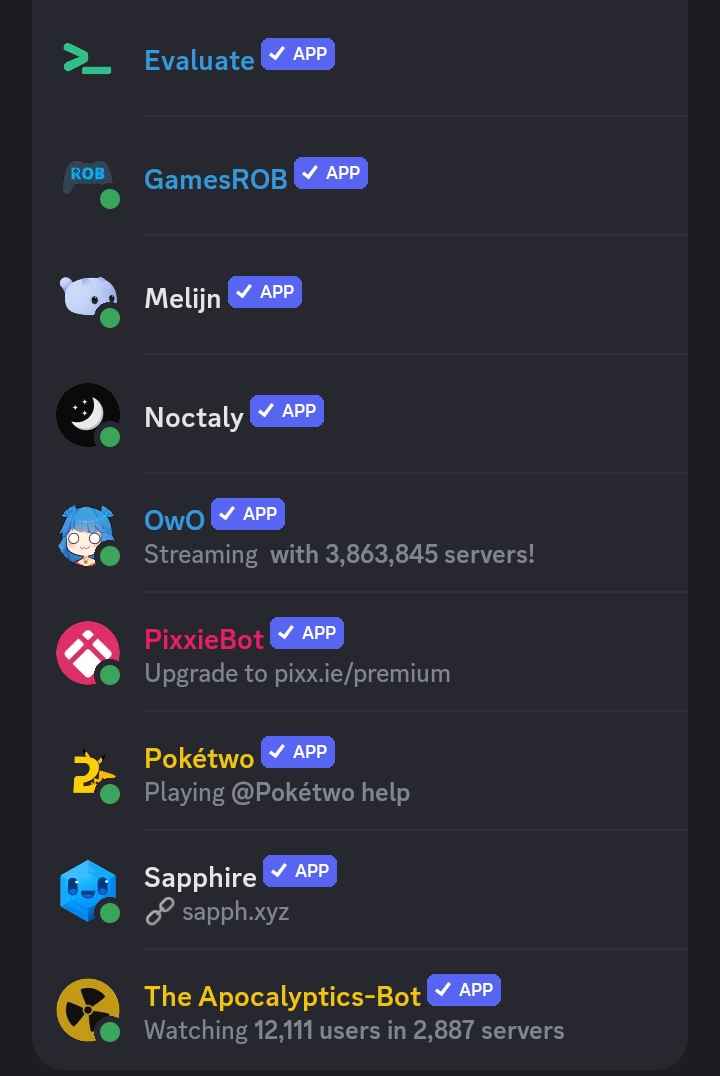 Evaluate ✓ APP
ROB
GamesROB ✓ APP
Melijn ✓ APP
Noctaly ✓ APP
OwO ✓ APP
Streaming with 3,863,845 servers!
PixxieBot ✓ APP
Upgrade to pixx.ie/premium
Pokétwo ✓ APP
Playing @Pokétwo help
Sapphire ✓ APP
🔗 sapph.xyz
The Apocalyptics-Bot ✓ APP
Watching 12,111 users in 2,887 servers